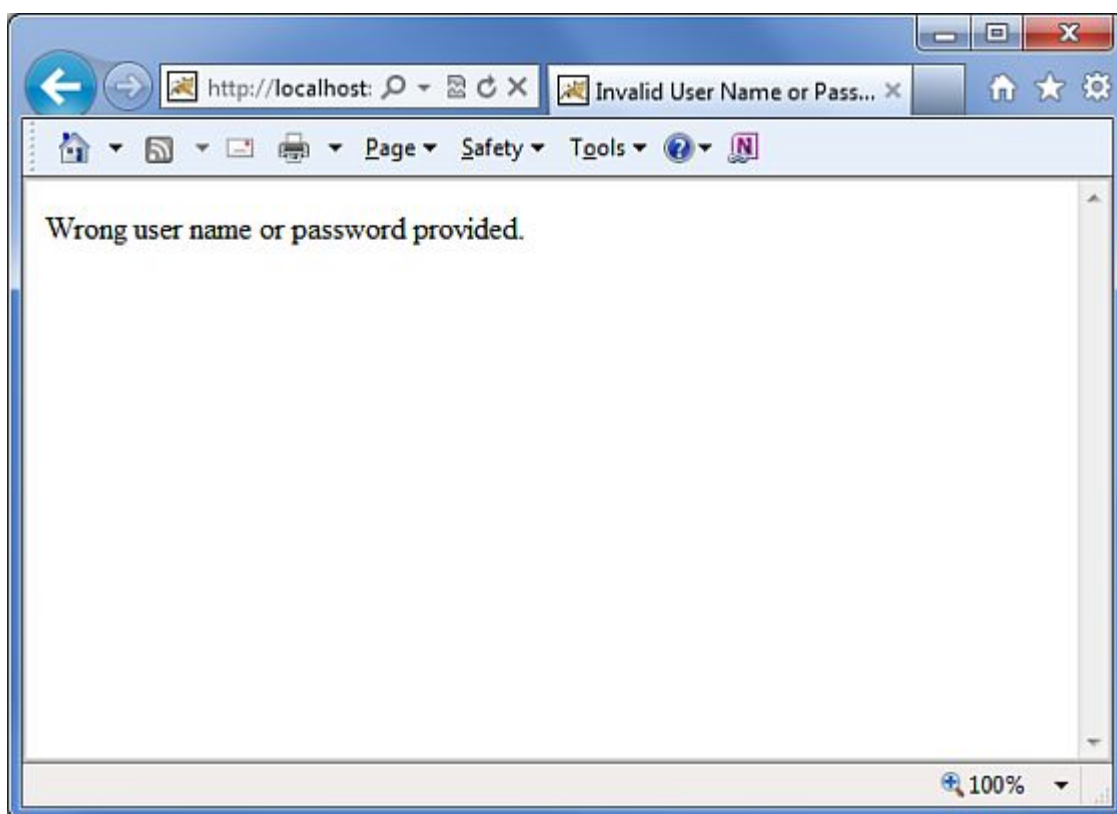 http://localhost:
Invalid User Name or Pass...
Page Safety Tools
Wrong user name or password provided.
100%